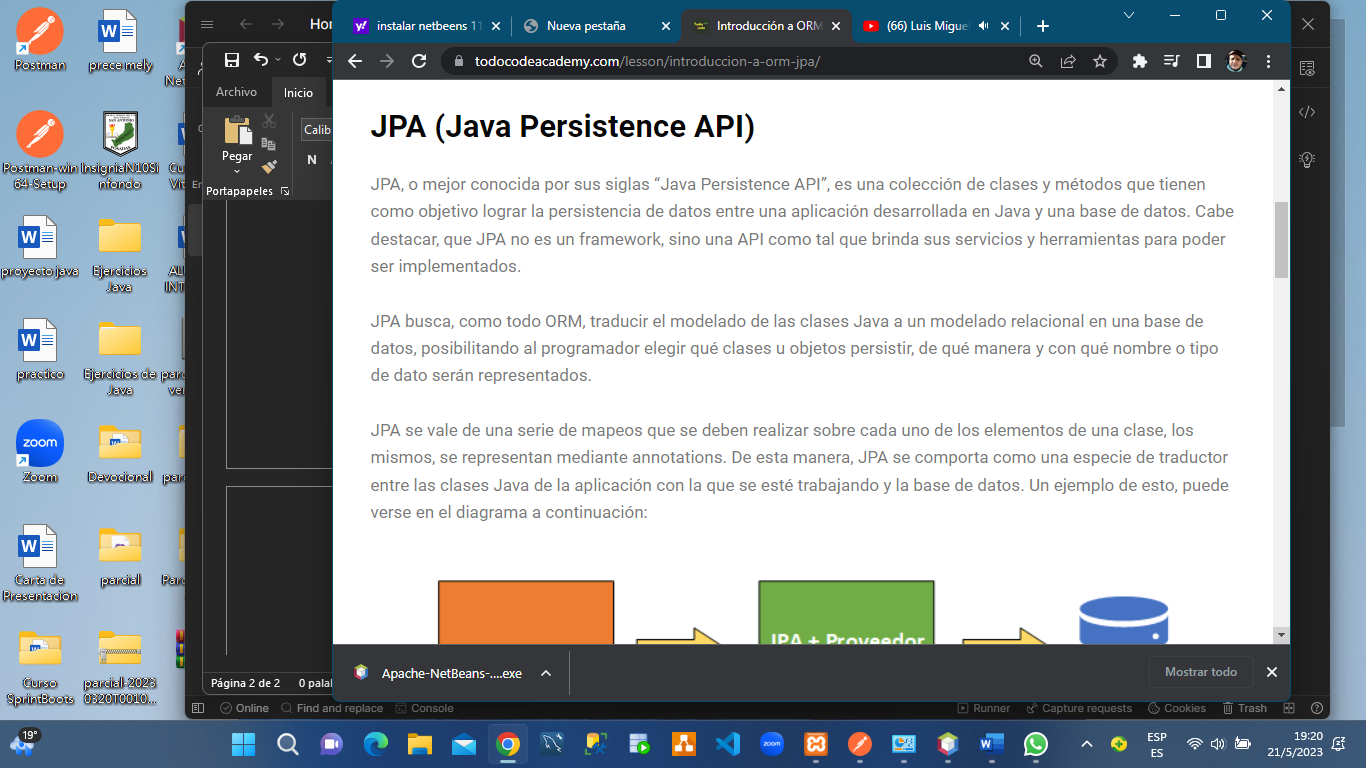 Postman
prece mely
Postman-win
64-Setup
InsigniaN10Si
nfondo
proyecto java
Ejercicios
Java
practico
Ejercicios de
Java
Zoom
Devocional
Carta de
Presentacion
parcial
Curso
SprintBoots
parcial-2023
0320T0010...
Archivo
Inicio
Pegar
Calib
N
Portapapeles
Página 2 de 2
instalar netbeens 11
Nueva pestaña
Introducción a ORM
(66) Luis Miguel
todocodeacademy.com/lesson/introduccion-a-orm-jpa/
JPA (Java Persistence API)
JPA, o mejor conocida por sus siglas “Java Persistence API”, es una colección de clases y métodos que tienen
como objetivo lograr la persistencia de datos entre una aplicación desarrollada en Java y una base de datos. Cabe
destacar, que JPA no es un framework, sino una API como tal que brinda sus servicios y herramientas para poder
ser implementados.
JPA busca, como todo ORM, traducir el modelado de las clases Java a un modelado relacional en una base de
datos, posibilitando al programador elegir qué clases u objetos persistir, de qué manera y con qué nombre o tipo
de dato serán representados.
JPA se vale de una serie de mapeos que se deben realizar sobre cada uno de los elementos de una clase, los
mismos, se representan mediante annotations. De esta manera, JPA se comporta como una especie de traductor
entre las clases Java de la aplicación con la que se esté trabajando y la base de datos. Un ejemplo de esto, puede
verse en el diagrama a continuación:
JPA + Proveedor
Apache-NetBeans-....exe
Mostrar todo
Online
Find and replace
Console
Runner
Capture requests
Cookies
Trash
19°
ESP
ES
19:20
21/5/2023